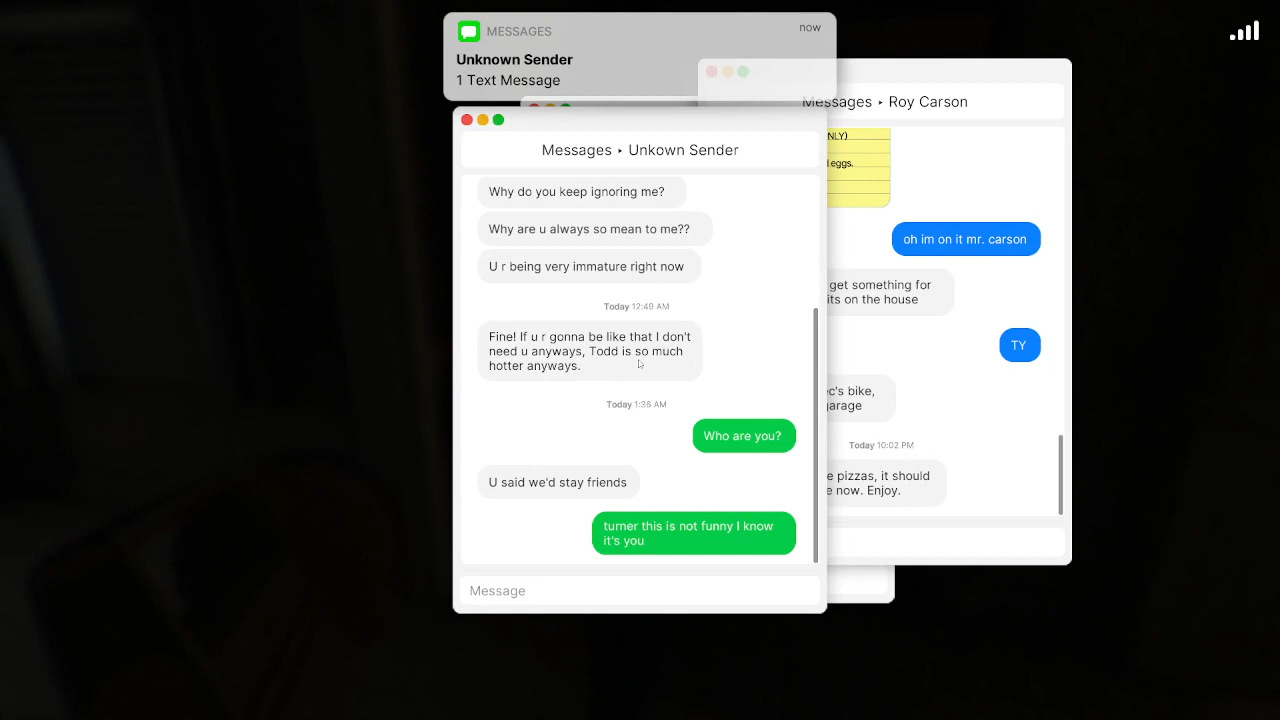 MESSAGES
now
Unknown Sender
1 Text Message
Messages ▸ Unkown Sender
Why do you keep ignoring me?
Why are u always so mean to me??
U r being very immature right now
Today 12:49 AM
Fine! If u r gonna be like that I don't
need u anyways, Todd is so much
hotter anyways.
Today 1:36 AM
Who are you?
U said we'd stay friends
turner this is not funny I know
it's you
Message
Messages ▸ Roy Carson
NLY)
eggs.
oh im on it mr. carson
get something for
its on the house
TY
ec's bike,
garage
Today 10:02 PM
e pizzas, it should
e now. Enjoy.